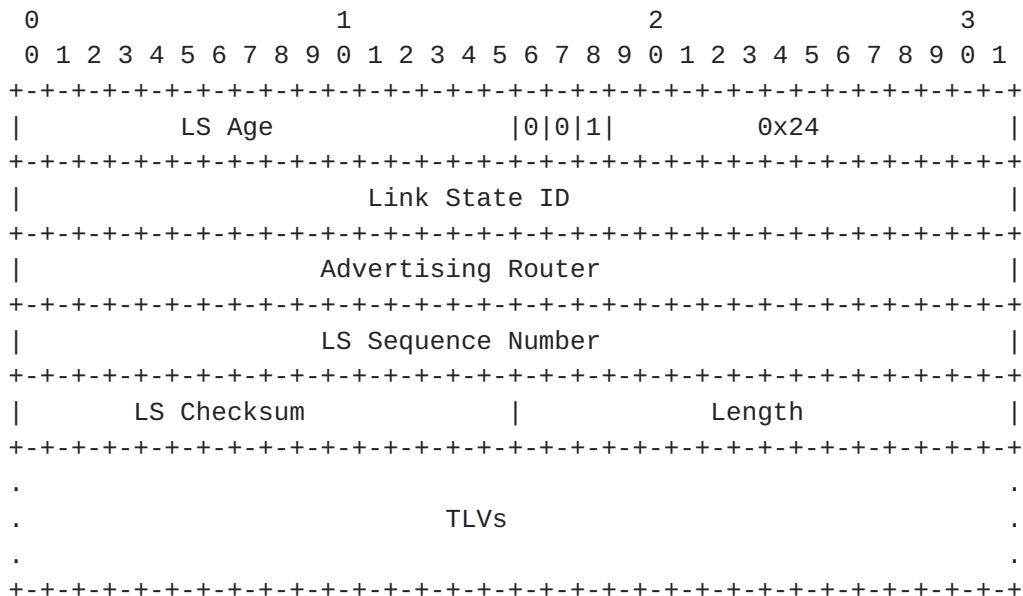 0                   1                   2                   3
 0 1 2 3 4 5 6 7 8 9 0 1 2 3 4 5 6 7 8 9 0 1 2 3 4 5 6 7 8 9 0 1
+-+-+-+-+-+-+-+-+-+-+-+-+-+-+-+-+-+-+-+-+-+-+-+-+-+-+-+-+-+-+-+-+
|          LS Age               |0|0|1|         0x24            |
+-+-+-+-+-+-+-+-+-+-+-+-+-+-+-+-+-+-+-+-+-+-+-+-+-+-+-+-+-+-+-+-+
|                      Link State ID                            |
+-+-+-+-+-+-+-+-+-+-+-+-+-+-+-+-+-+-+-+-+-+-+-+-+-+-+-+-+-+-+-+-+
|                   Advertising Router                          |
+-+-+-+-+-+-+-+-+-+-+-+-+-+-+-+-+-+-+-+-+-+-+-+-+-+-+-+-+-+-+-+-+
|                   LS Sequence Number                          |
+-+-+-+-+-+-+-+-+-+-+-+-+-+-+-+-+-+-+-+-+-+-+-+-+-+-+-+-+-+-+-+-+
|       LS Checksum             |            Length             |
+-+-+-+-+-+-+-+-+-+-+-+-+-+-+-+-+-+-+-+-+-+-+-+-+-+-+-+-+-+-+-+-+
.                                                               .
.                           TLVs                                .
.                                                               .
+-+-+-+-+-+-+-+-+-+-+-+-+-+-+-+-+-+-+-+-+-+-+-+-+-+-+-+-+-+-+-+-+